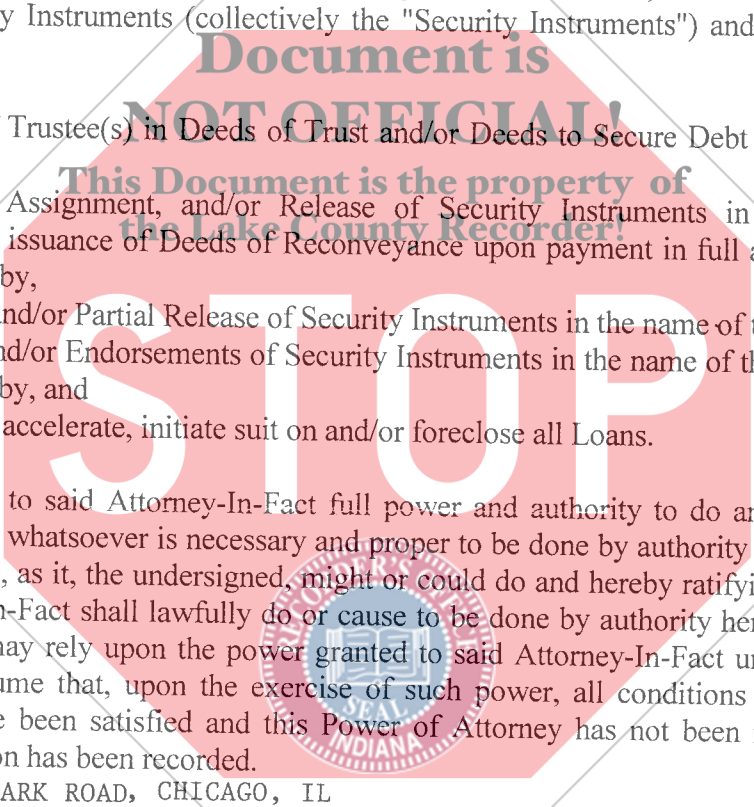 y Instruments (collectively the "Security Instruments") and
Document is
NOT OFFICIAL!
Trustee(s) in Deeds of Trust and/or Deeds to Secure Debt
This Document is the property of
Assignment, and/or Release of Security Instruments in
the Lake County Recorder!
issuance of Deeds of Reconveyance upon payment in full a
by,
nd/or Partial Release of Security Instruments in the name of t
nd/or Endorsements of Security Instruments in the name of th
by, and
accelerate, initiate suit on and/or foreclose all Loans.
STOP
to said Attorney-In-Fact full power and authority to do an
whatsoever is necessary and proper to be done by authority
, as it, the undersigned, might or could do and hereby ratifyi
n-Fact shall lawfully do or cause to be done by authority her
nay rely upon the power granted to said Attorney-In-Fact un
ume that, upon the exercise of such power, all conditions
e been satisfied and this Power of Attorney has not been
on has been recorded.
SEAL
INDIANA
ARK ROAD, CHICAGO, IL